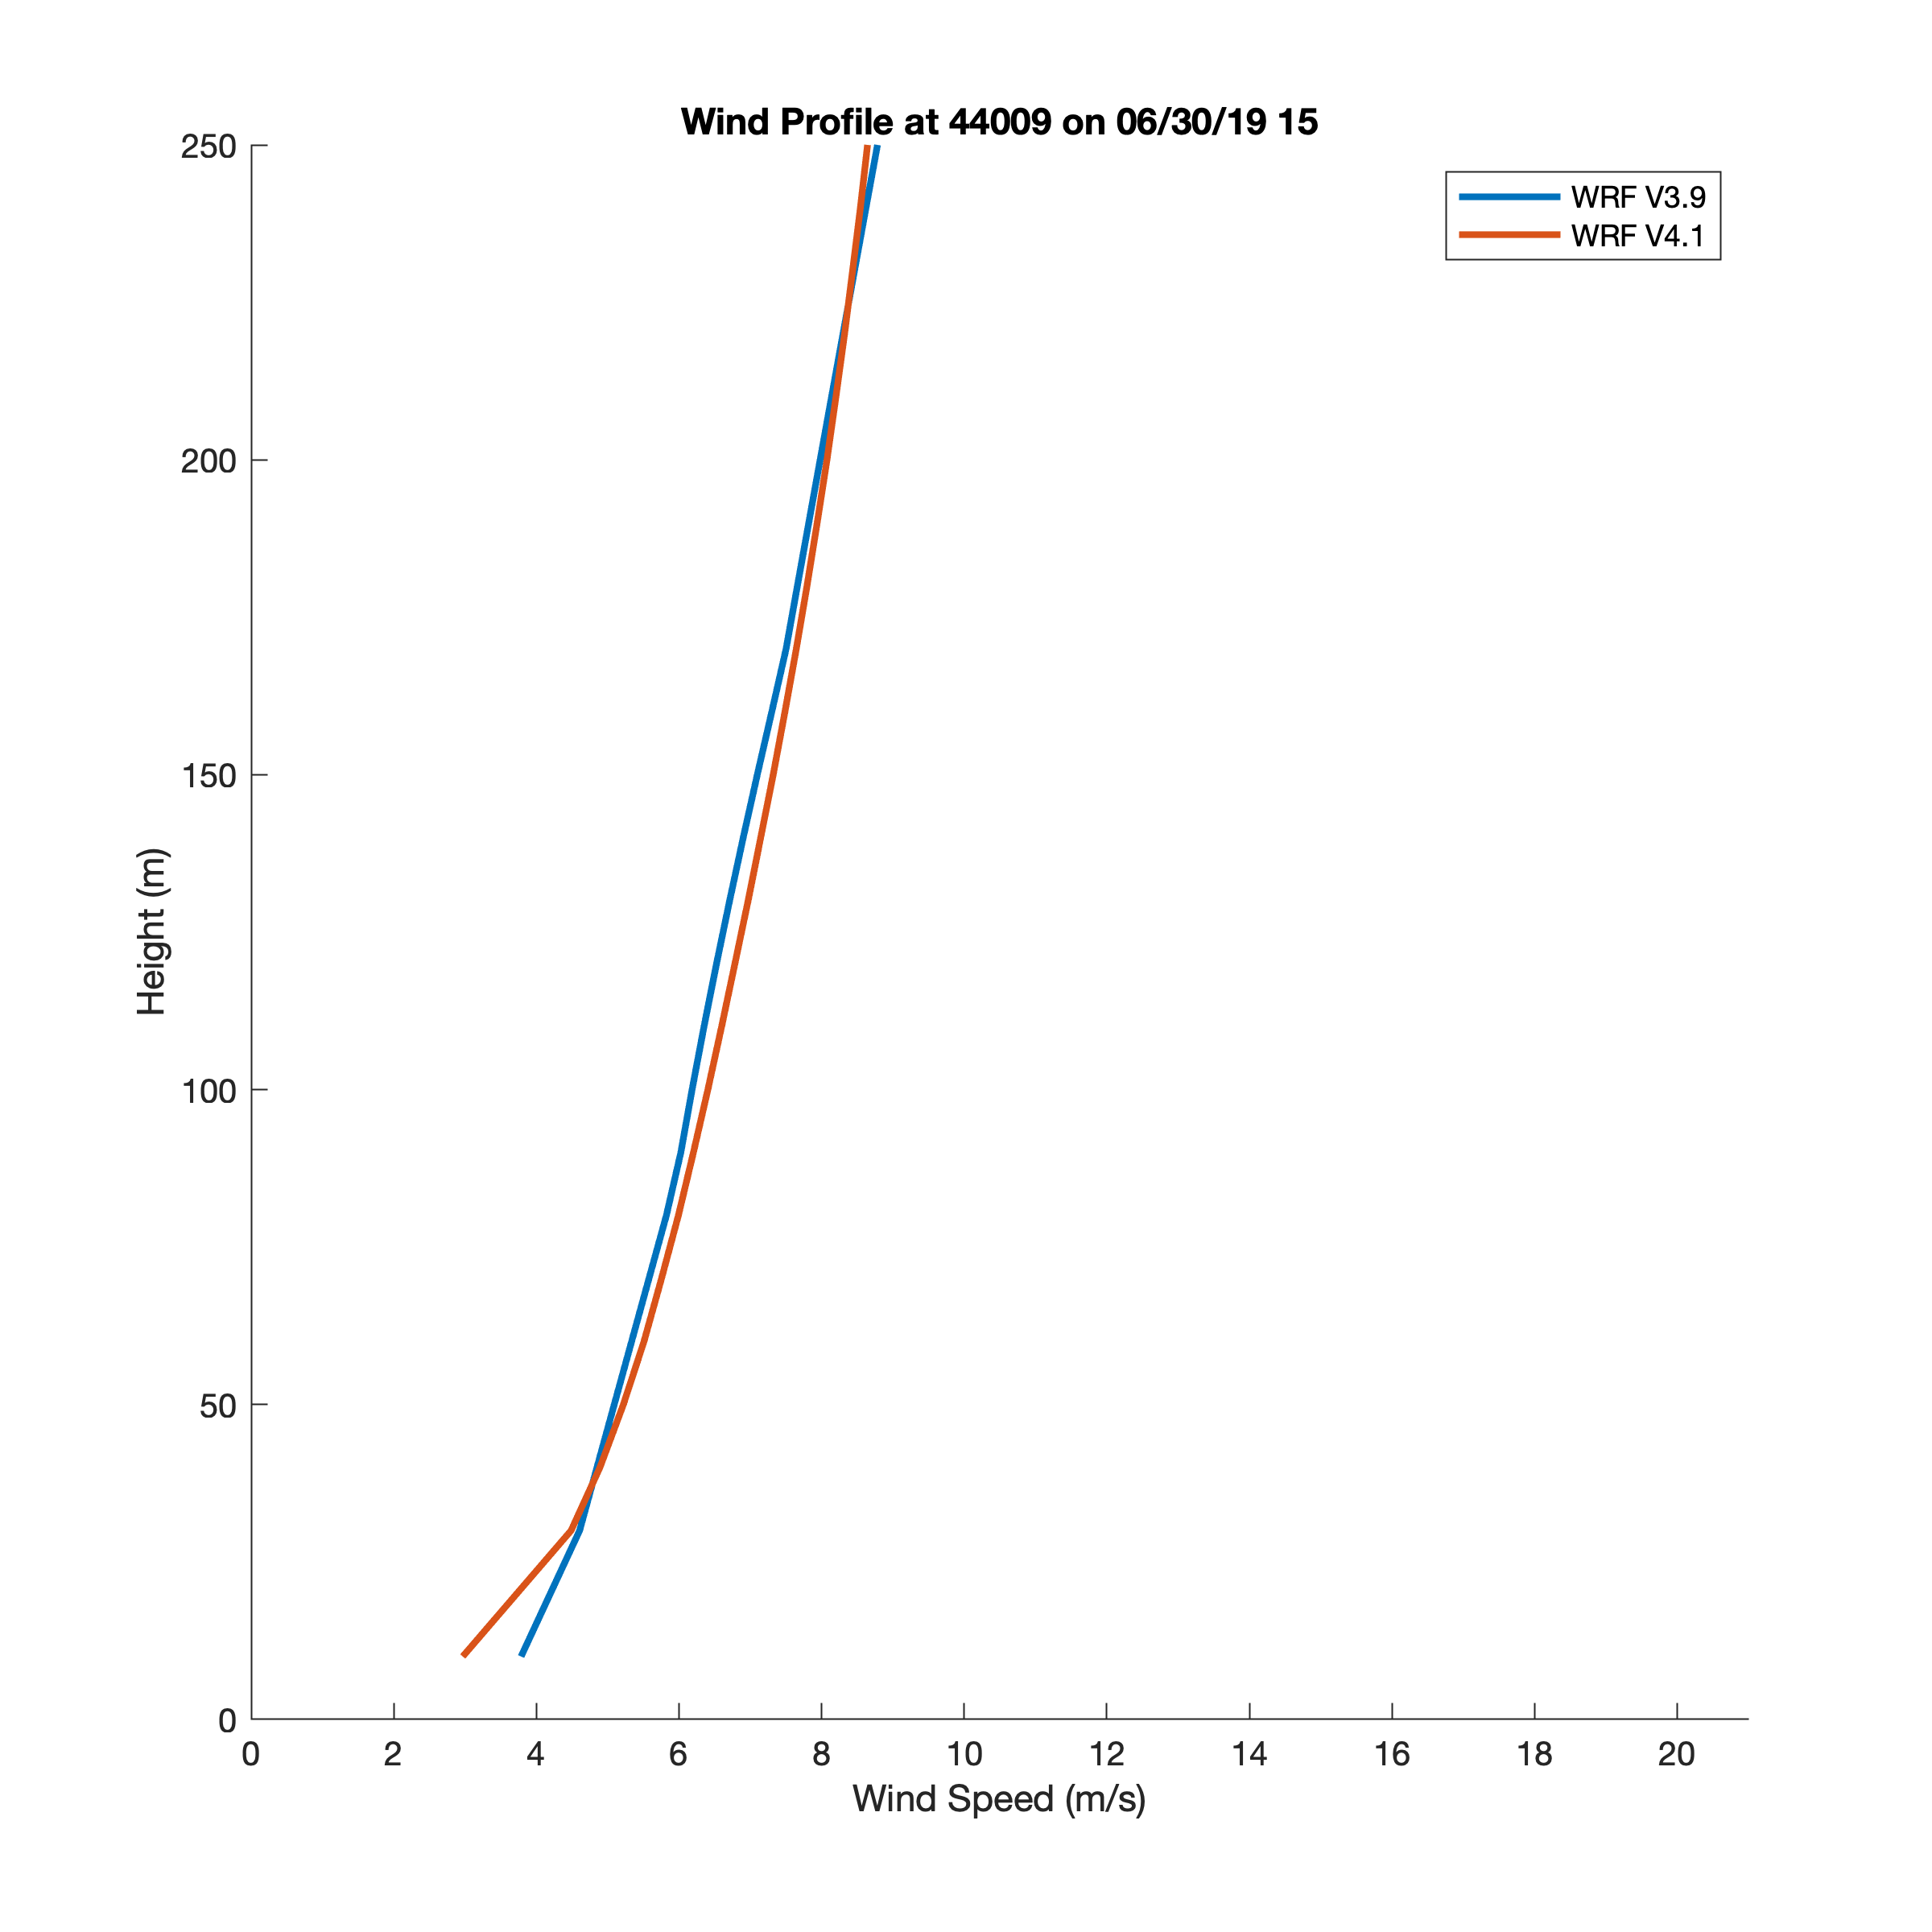 Wind Profile at 44009 on 06/30/19 15
WRF V3.9
WRF V4.1
250
200
150
100
50
0
Height (m)
0 2 4 6 8 10 12 14 16 18 20
Wind Speed (m/s)